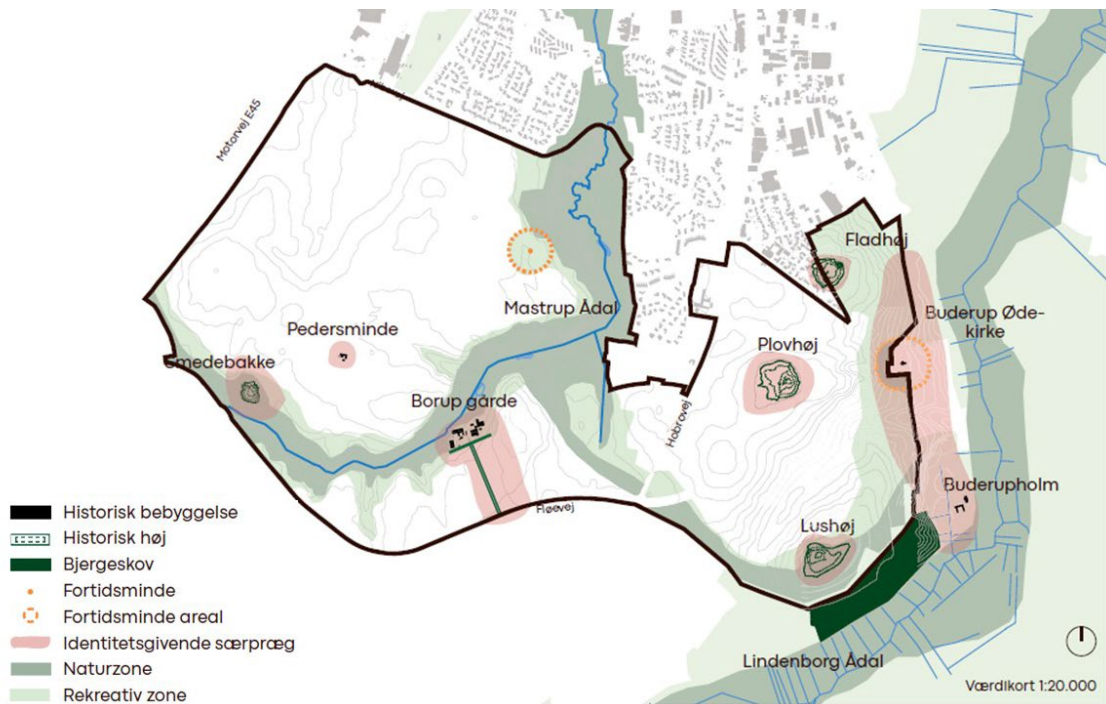 Motorvej E45
Fladhøj
Buderup Øde-
kirke
Mastrup Ådal
Pedersminde
Plovhøj
Smedebakke
Borup gårde
Hobrovej
Buderupholm
Fløevej
Lushøj
Historisk bebyggelse
Historisk høj
Bjergeskov
Fortidsminde
Fortidsminde areal
Identitetsgivende særpræg
Naturzone
Rekreativ zone
Lindenborg Ådal
Værdikort 1:20.000